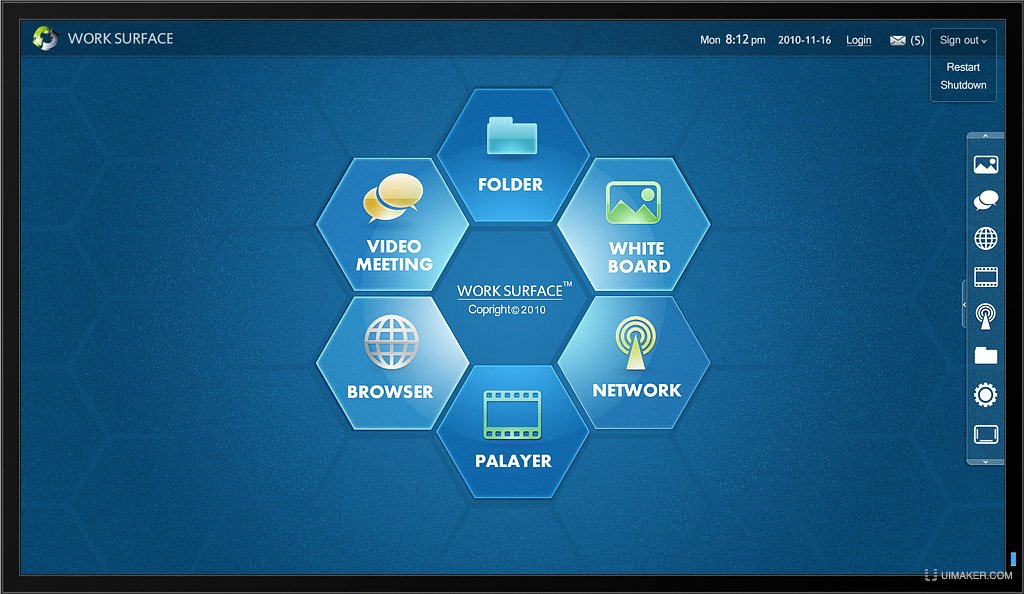 WORK SURFACE
Mon 8:12 pm 2010-11-16 Login (5) Sign out
Restart
Shutdown
FOLDER
VIDEO
MEETING
WHITE
BOARD
WORK SURFACE™
Copright© 2010
BROWSER
NETWORK
PALAYER
UIMAKER.COM